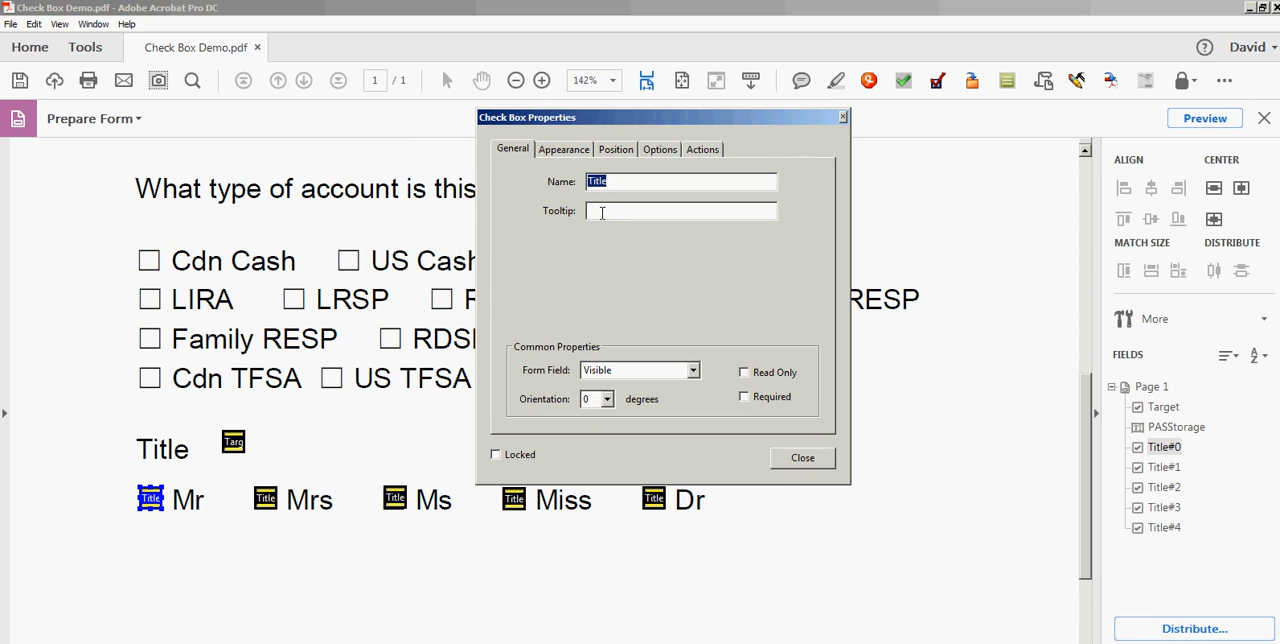 Check Box Demo.pdf - Adobe Acrobat Pro DC
File Edit View Window Help
Home Tools Check Box Demo.pdf × David
1 / 1 142%
Prepare Form Preview
Check Box Properties
General Appearance Position Options Actions
Name: Title
Tooltip:
Common Properties
Form Field: Visible Read Only
Orientation: 0 degrees Required
Locked Close
What type of account is this
Cdn Cash US Cash
LIRA LRSP RESP
Family RESP RDS
Cdn TFSA US TFSA
Title Targ
Title Mr Title Mrs Title Ms Title Miss Title Dr
ALIGN CENTER
MATCH SIZE DISTRIBUTE
More
FIELDS
Page 1
Target
PASStorage
Title#0
Title#1
Title#2
Title#3
Title#4
Distribute...